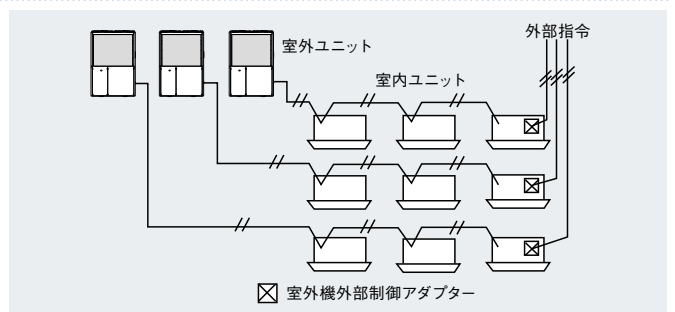 外部指令
室外ユニット
室内ユニット
室外機外部制御アダプター